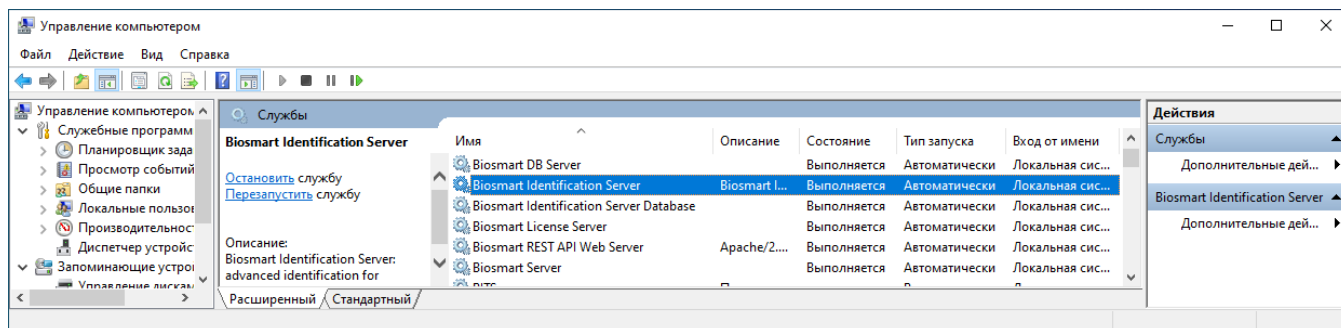 Управление компьютером
Файл Действие Вид Справка
Управление компьютером
Служебные программ
Планировщик зада
Просмотр событий
Общие папки
Локальные пользов
Производительнос
Диспетчер устройс
Запоминающие устрой
Управление дискам
Службы
Biosmart Identification Server
Остановить службу
Перезапустить службу
Описание:
Biosmart Identification Server:
advanced identification for
Имя Описание Состояние Тип запуска Вход от имени
Biosmart DB Server Выполняется Автоматически Локальная сис...
Biosmart Identification Server Biosmart I... Выполняется Автоматически Локальная сис...
Biosmart Identification Server Database Выполняется Автоматически Локальная сис...
Biosmart License Server Выполняется Автоматически Локальная сис...
Biosmart REST API Web Server Apache/2.... Выполняется Автоматически Локальная сис...
Biosmart Server Выполняется Автоматически Локальная сис...
Расширенный Стандартный
Действия
Службы
Дополнительные дей...
Biosmart Identification Server
Дополнительные дей...